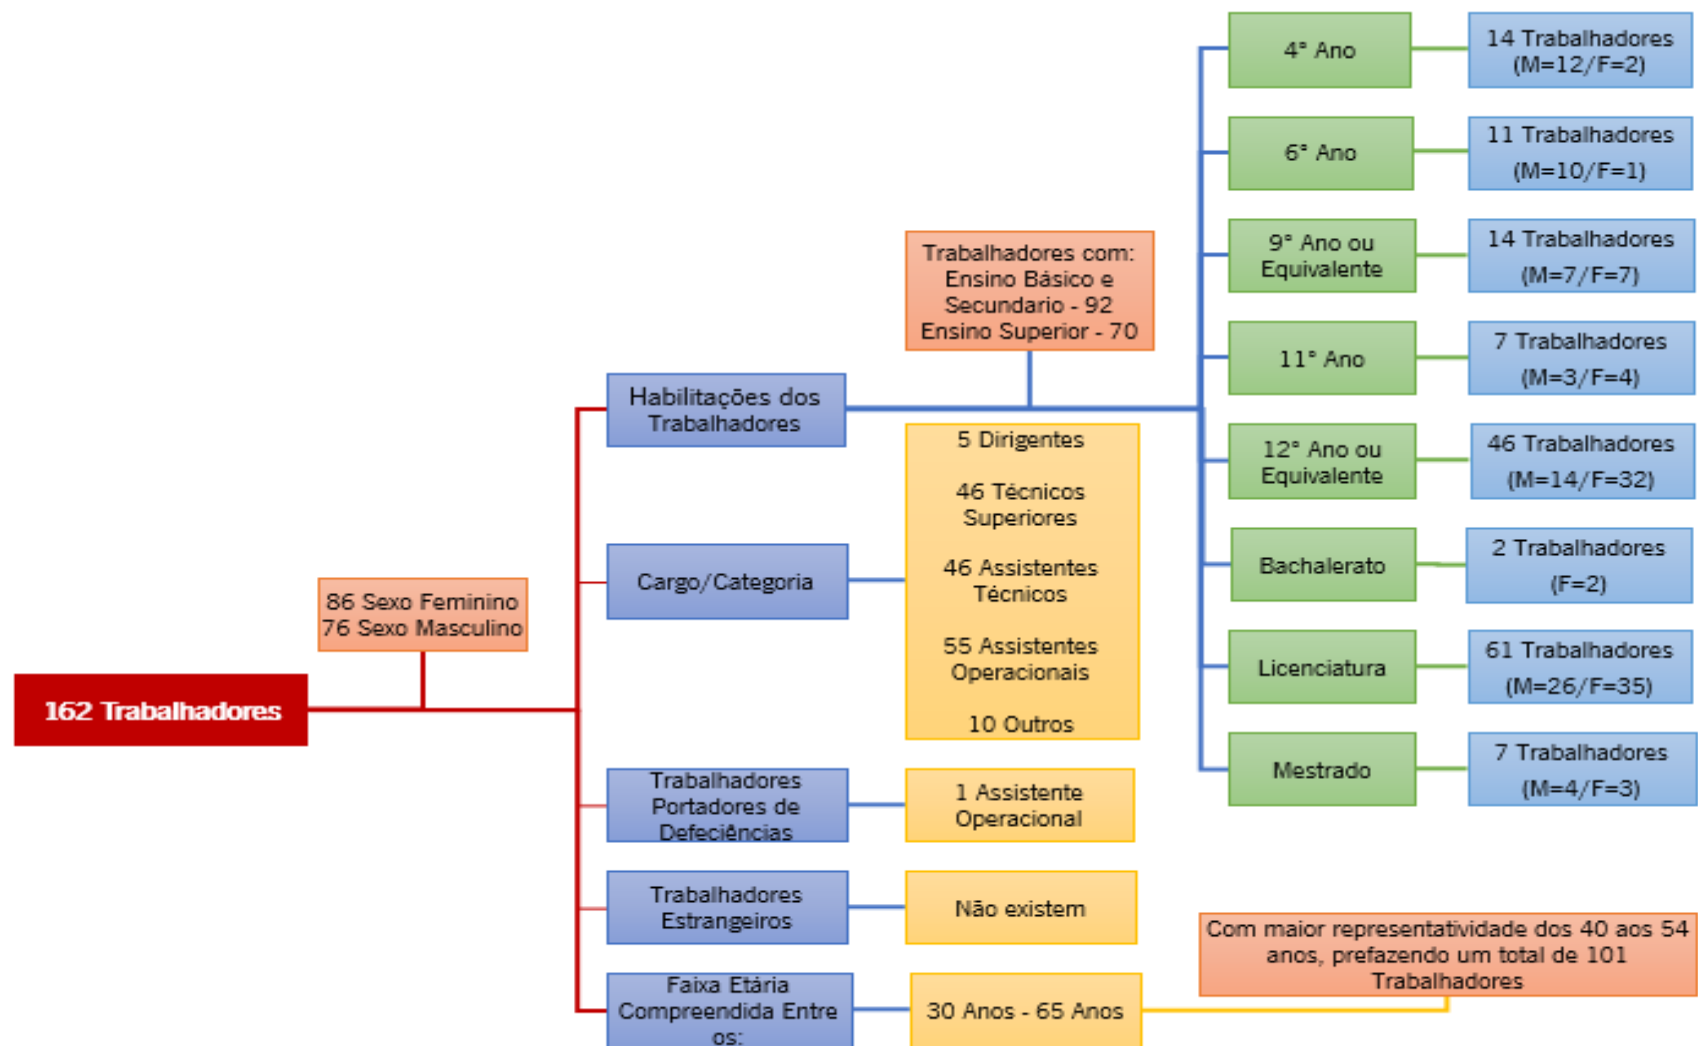 162 Trabalhadores
86 Sexo Feminino
76 Sexo Masculino
Habilitações dos
Trabalhadores
Trabalhadores com:
Ensino Básico e
Secundario - 92
Ensino Superior - 70
4° Ano
14 Trabalhadores
(M=12/F=2)
6° Ano
11 Trabalhadores
(M=10/F=1)
9° Ano ou
Equivalente
14 Trabalhadores
(M=7/F=7)
11° Ano
7 Trabalhadores
(M=3/F=4)
12° Ano ou
Equivalente
46 Trabalhadores
(M=14/F=32)
Bachalerato
2 Trabalhadores
(F=2)
Licenciatura
61 Trabalhadores
(M=26/F=35)
Mestrado
7 Trabalhadores
(M=4/F=3)
Cargo/Categoria
5 Dirigentes
46 Técnicos
Superiores
46 Assistentes
Técnicos
55 Assistentes
Operacionais
10 Outros
Trabalhadores
Portadores de
Defeciências
1 Assistente
Operacional
Trabalhadores
Estrangeiros
Não existem
Faixa Etária
Compreendida Entre
os:
30 Anos - 65 Anos
Com maior representatividade dos 40 aos 54
anos, prefazendo um total de 101
Trabalhadores